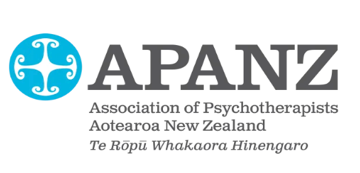 APANZ
Association of Psychotherapists
Aotearoa New Zealand
Te Rōpū Whakaora Hinengaro